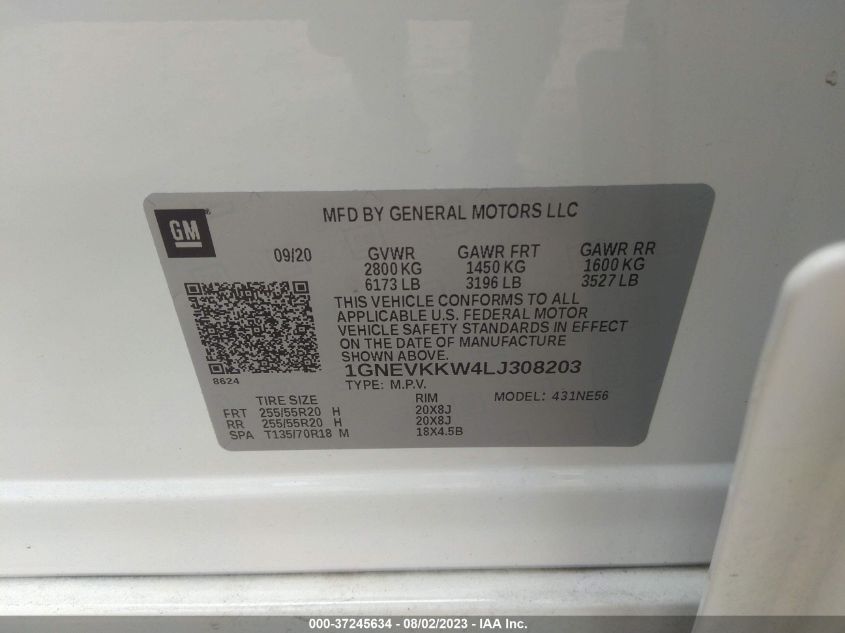 GM
MFD BY GENERAL MOTORS LLC
09/20 GVWR GAWR FRT GAWR RR
2800 KG 1450 KG 1600 KG
6173 LB 3196 LB 3527 LB
THIS VEHICLE CONFORMS TO ALL
APPLICABLE U.S. FEDERAL MOTOR
VEHICLE SAFETY STANDARDS IN EFFECT
ON THE DATE OF MANUFACTURE
SHOWN ABOVE.
8624 1GNEVKKW4LJ308203
TYPE: M.P.V. MODEL: 431NE56
TIRE SIZE RIM
FRT 255/55R20 H 20X8J
RR 255/55R20 H 20X8J
SPA T135/70R18 M 18X4.5B
000-37245634 - 08/02/2023 - IAA Inc.